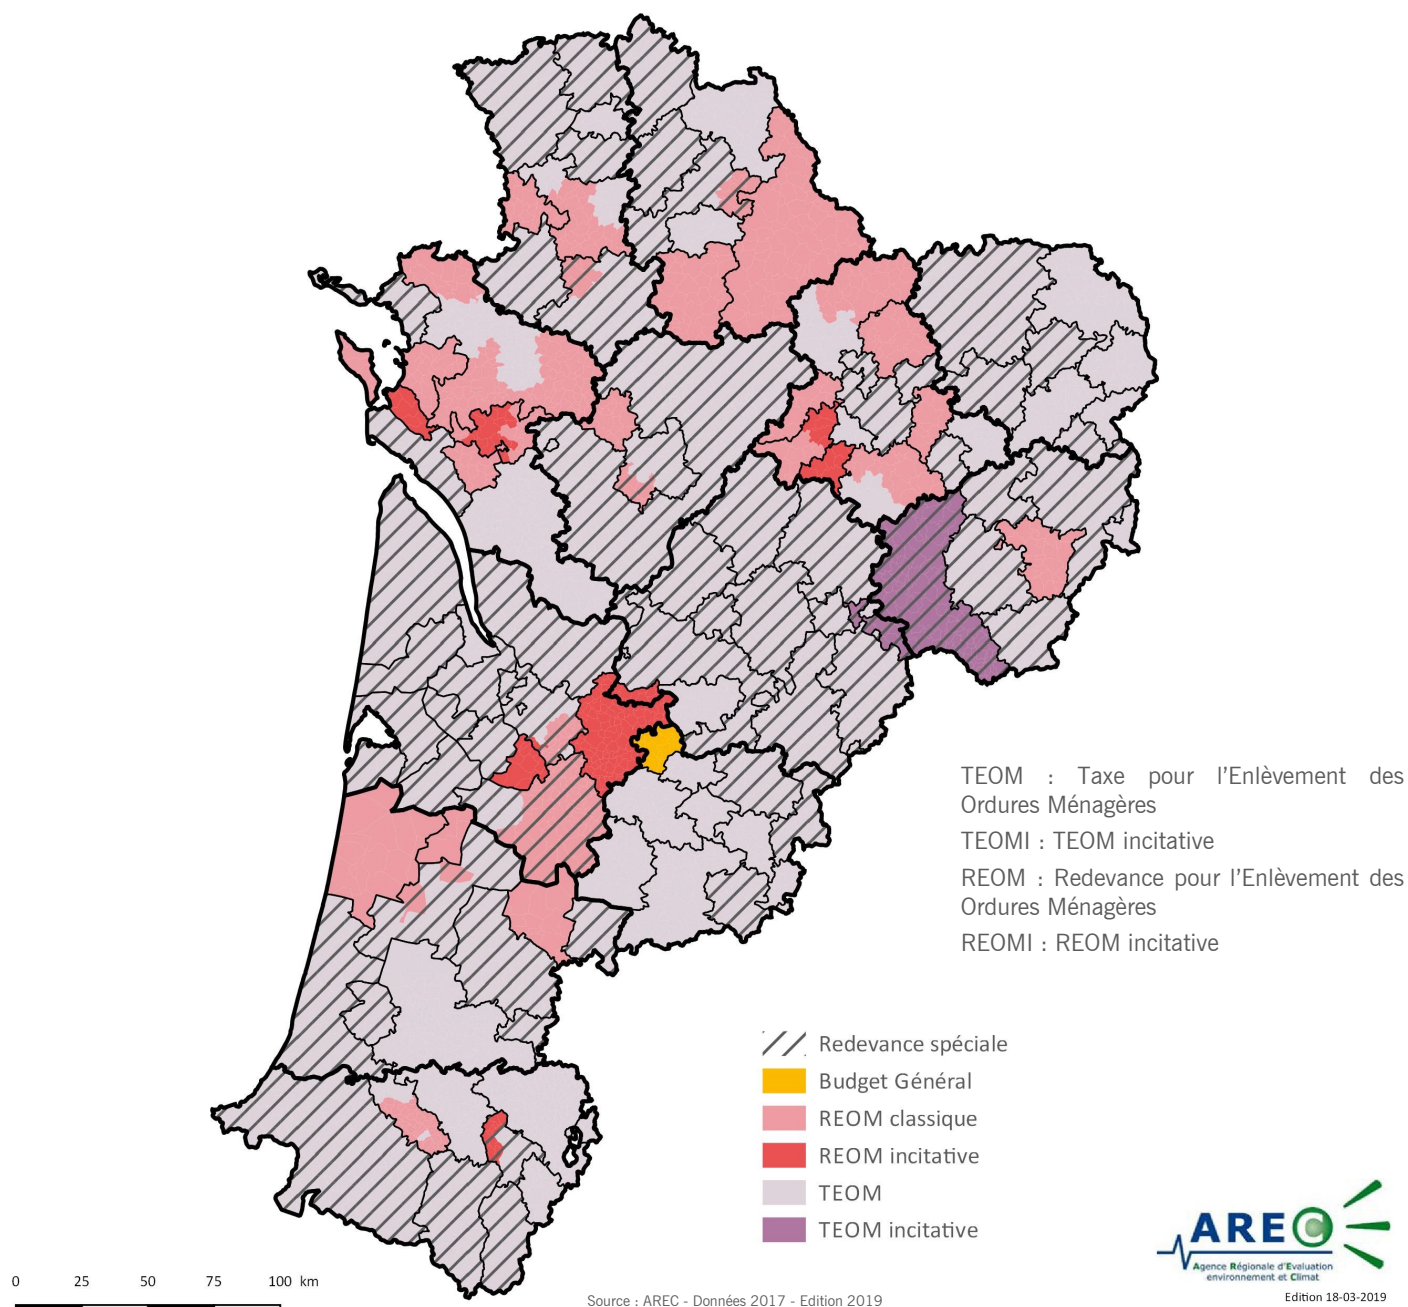 TEOM : Taxe pour l’Enlèvement des
Ordures Ménagères
TEOMI : TEOM incitative
REOM : Redevance pour l’Enlèvement des
Ordures Ménagères
REOMI : REOM incitative
Redevance spéciale
Budget Général
REOM classique
REOM incitative
TEOM
TEOM incitative
AREC
Agence Régionale d'Evaluation
environnement et Climat
0 25 50 75 100 km
Source : AREC - Données 2017 - Edition 2019
Edition 18-03-2019